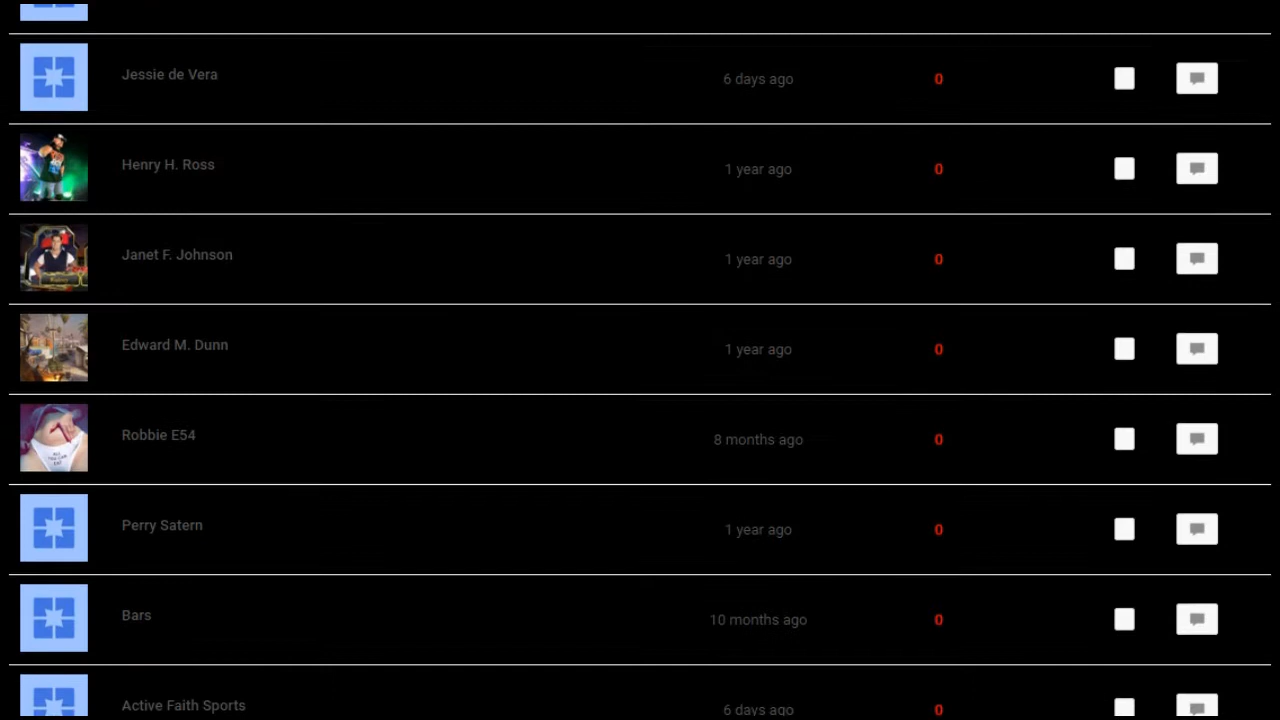 Jessie de Vera 6 days ago 0
Henry H. Ross 1 year ago 0
Janet F. Johnson 1 year ago 0
Edward M. Dunn 1 year ago 0
Robbie E54 8 months ago 0
Perry Satern 1 year ago 0
Bars 10 months ago 0
Active Faith Sports 6 days ago 0